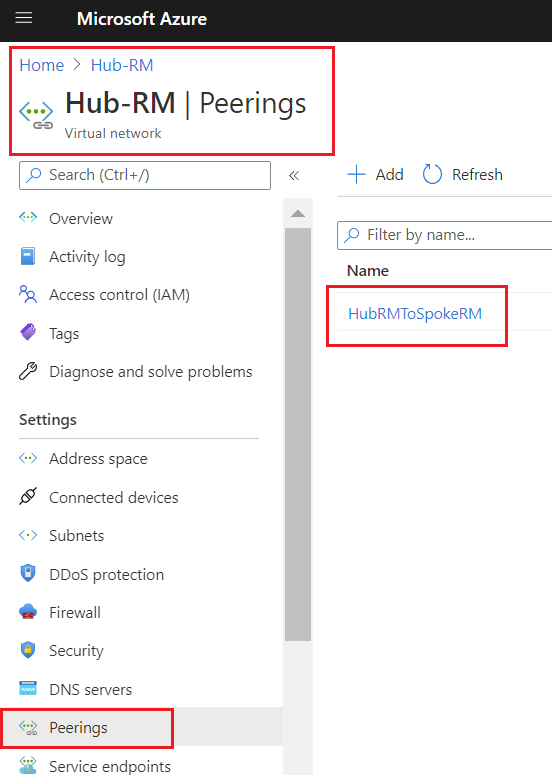 Microsoft Azure
Home > Hub-RM
Hub-RM | Peerings
Virtual network
Search (Ctrl+/)
«
Add
Refresh
Overview
Activity log
Access control (IAM)
Tags
Diagnose and solve problems
Filter by name...
Name
HubRMToSpokeRM
Settings
Address space
Connected devices
Subnets
DDoS protection
Firewall
Security
DNS servers
Peerings
Service endpoints